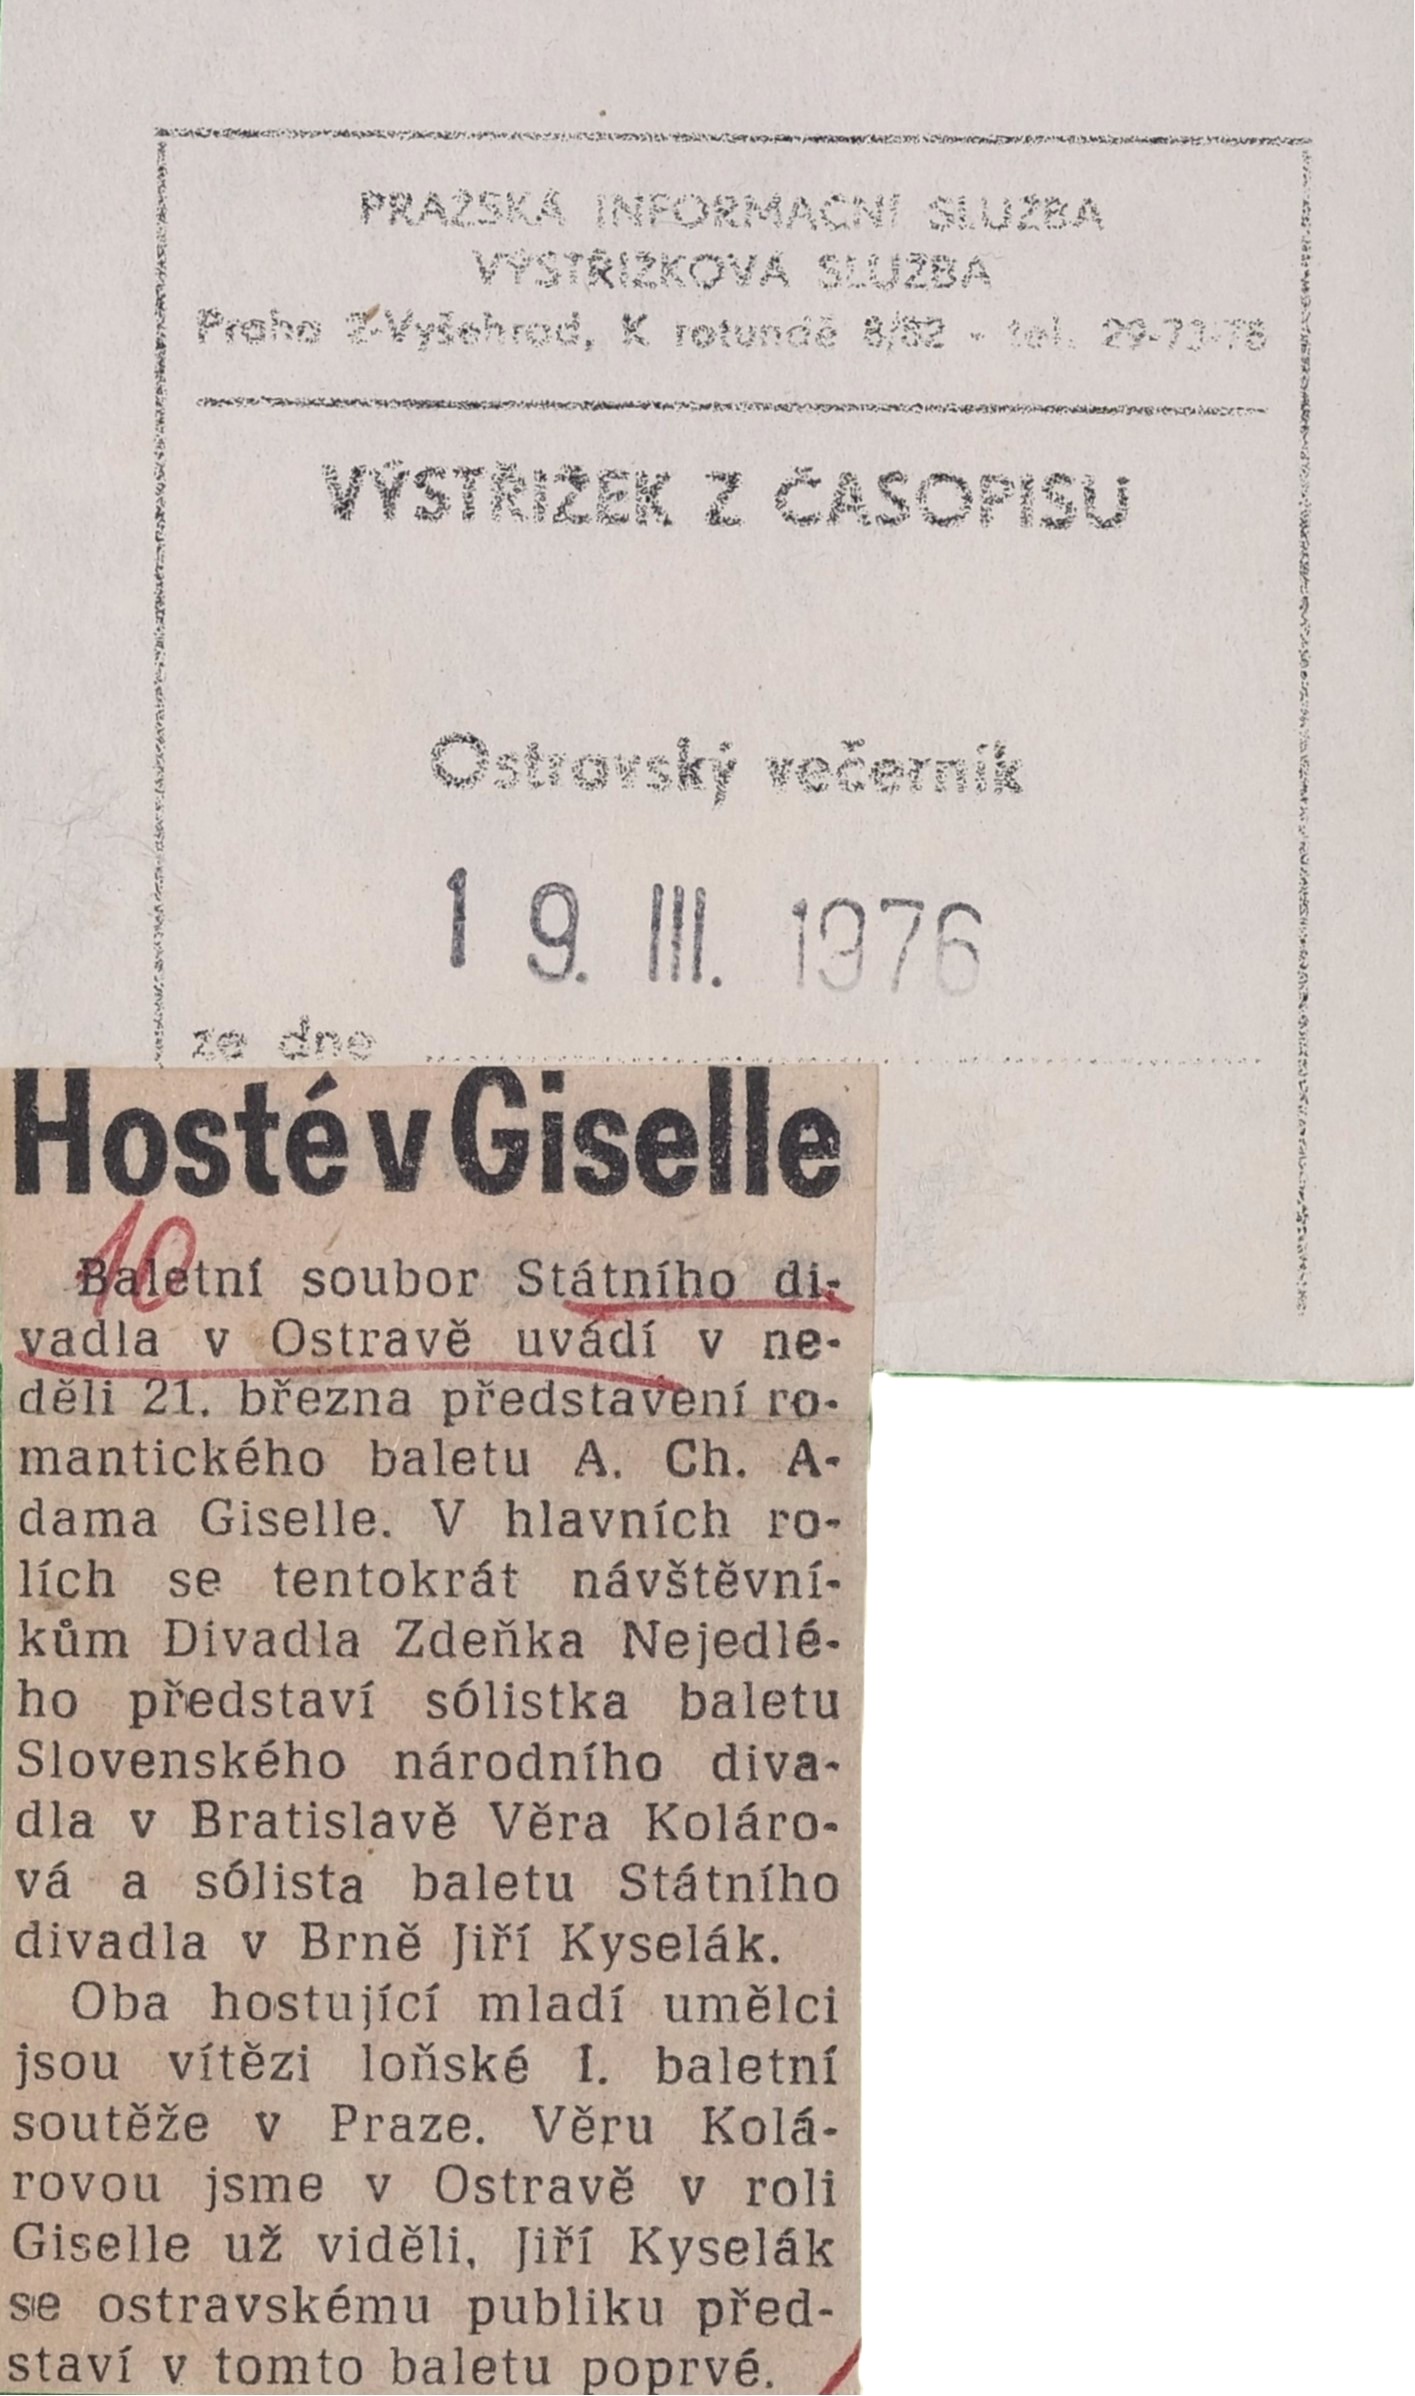 PRAŽSKÁ INFORMAČNÍ SLUŽBA
VÝSTŘIŽKOVÁ SLUŽBA
Praha 2-Vyšehrad, K rotundě 8/82 - tel. 29-73-78
VÝSTŘIŽEK Z ČASOPISU
Ostravský večerník
19. III. 1976
ze dne
Hosté v Giselle
10
Baletní soubor Státního di-
vadla v Ostravě uvádí v ne-
děli 21. března představení ro-
mantického baletu A. Ch. A-
dama Giselle. V hlavních ro-
lích se tentokrát návštěvní-
kům Divadla Zdeňka Nejedlé-
ho představí sólistka baletu
Slovenského národního diva-
dla v Bratislavě Věra Koláro-
vá a sólista baletu Státního
divadla v Brně Jiří Kyselák.
Oba hostující mladí umělci
jsou vítězi loňské I. baletní
soutěže v Praze. Věru Kolá-
rovou jsme v Ostravě v roli
Giselle už viděli, Jiří Kyselák
se ostravskému publiku před-
staví v tomto baletu poprvé.